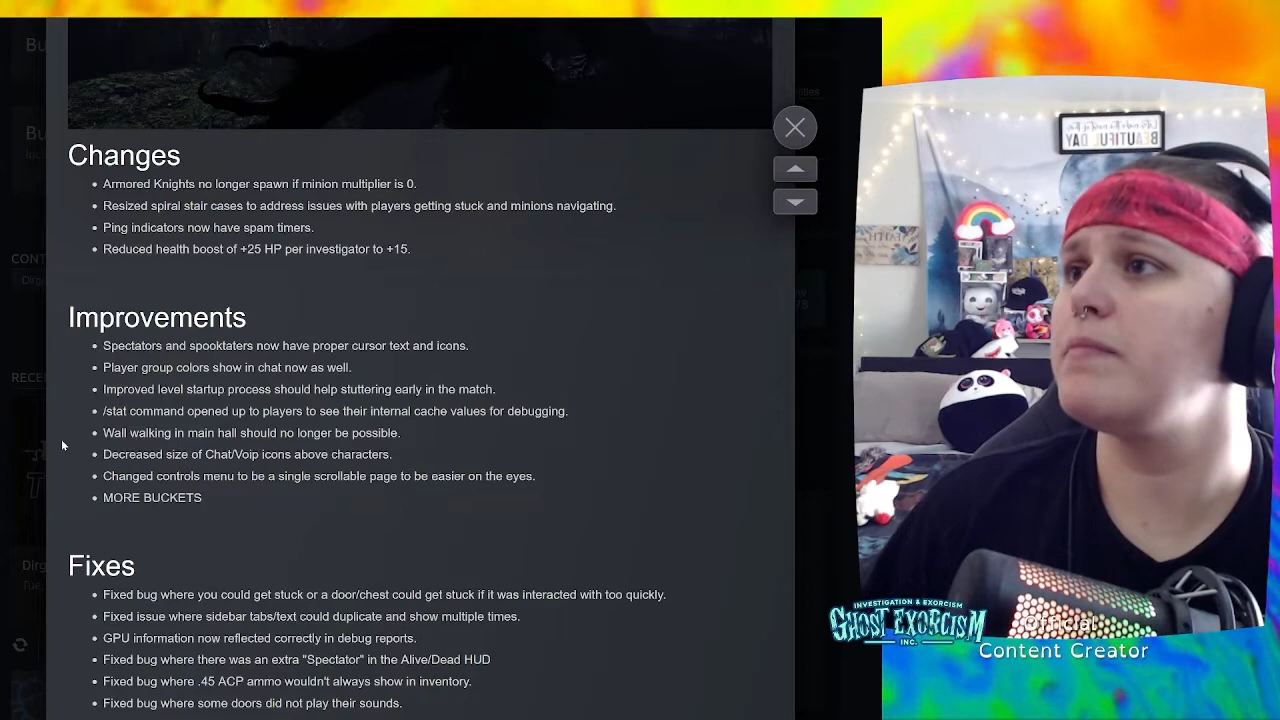 Bu
Bu
CONT
RECE
Changes
Armored Knights no longer spawn if minion multiplier is 0.
Resized spiral stair cases to address issues with players getting stuck and minions navigating.
Ping indicators now have spam timers.
Reduced health boost of +25 HP per investigator to +15.
Improvements
Spectators and spooktaters now have proper cursor text and icons.
Player group colors show in chat now as well.
Improved level startup process should help stuttering early in the match.
/stat command opened up to players to see their internal cache values for debugging.
Wall walking in main hall should no longer be possible.
Decreased size of Chat/Voip icons above characters.
Changed controls menu to be a single scrollable page to be easier on the eyes.
MORE BUCKETS
Dirg
Tue,
Fixes
Fixed bug where you could get stuck or a door/chest could get stuck if it was interacted with too quickly.
Fixed issue where sidebar tabs/text could duplicate and show multiple times.
GPU information now reflected correctly in debug reports.
Fixed bug where there was an extra "Spectator" in the Alive/Dead HUD
Fixed bug where .45 ACP ammo wouldn't always show in inventory.
Fixed bug where some doors did not play their sounds.
BEAUTIFUL DAY
FAITH
INVESTIGATION & EXORCISM
GHOST EXORCISM
INC.
Official
Content Creator